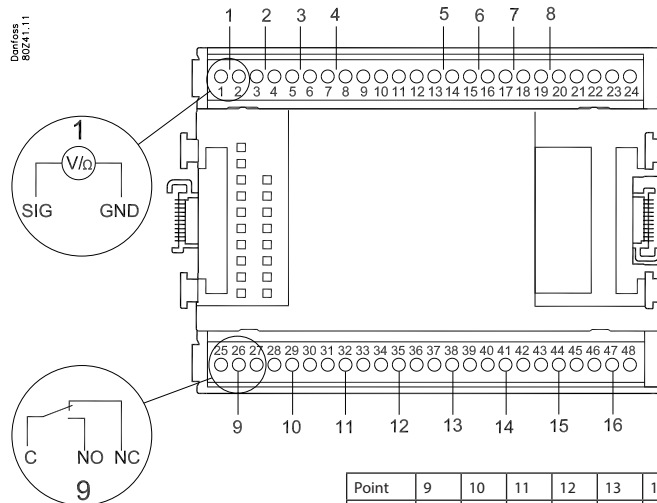 Danfoss
80Z41.11
1 2 3 4 5 6 7 8
1 2 3 4 5 6 7 8 9 10 11 12 13 14 15 16 17 18 19 20 21 22 23 24
1
V/Ω
SIG GND
25 26 27 28 29 30 31 32 33 34 35 36 37 38 39 40 41 42 43 44 45 46 47 48
9 10 11 12 13 14 15 16
C NO NC
9
Point 9 10 11 12 13